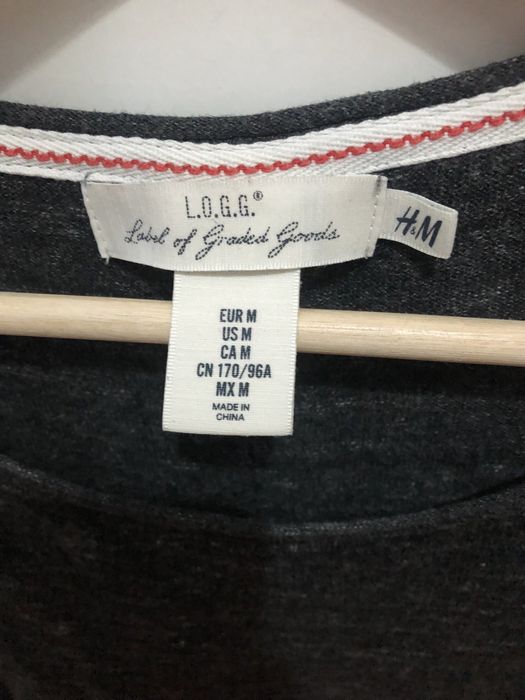 L.O.G.G.®
Label of Graded Goods
H&M
EUR M
US M
CA M
CN 170/96A
MX M
MADE IN
CHINA